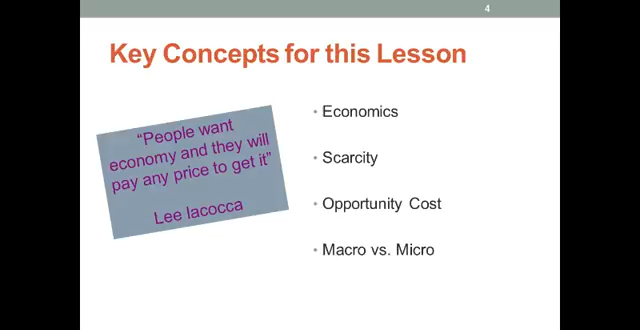 4
Key Concepts for this Lesson
“People want
economy and they will
pay any price to get it”
Lee Iacocca
• Economics
• Scarcity
• Opportunity Cost
• Macro vs. Micro